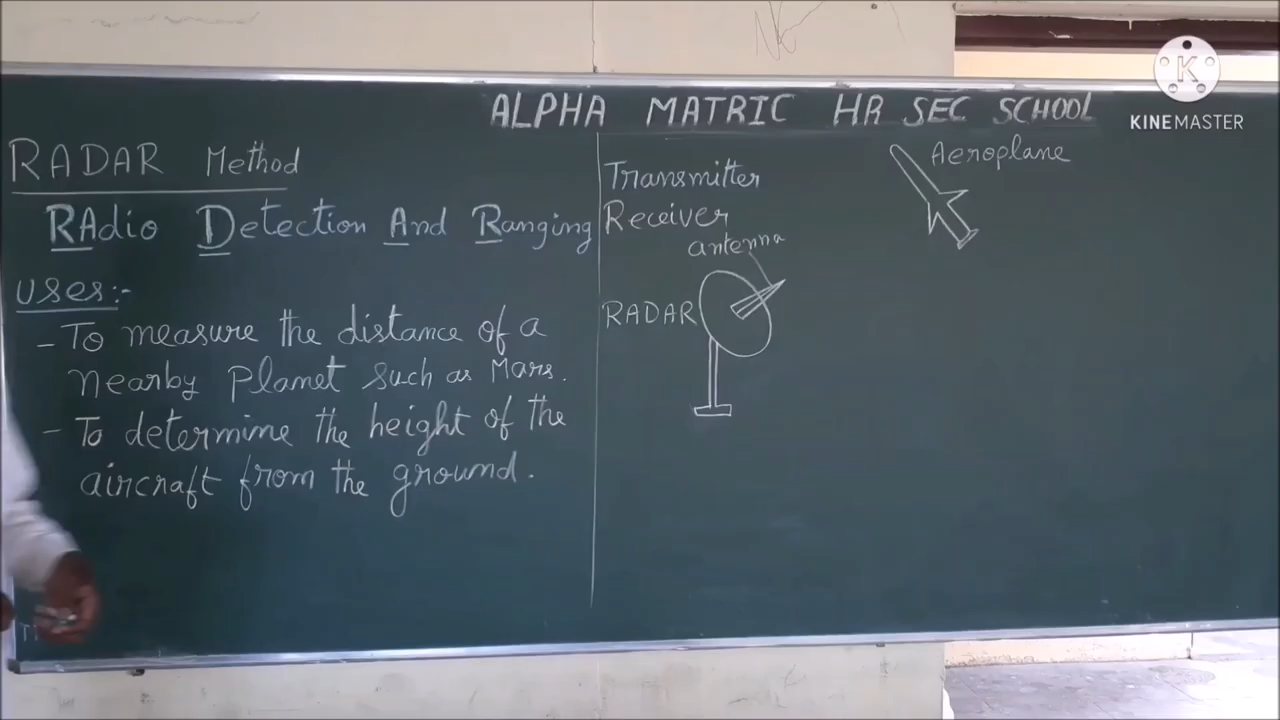 Nk
K
KINEMASTER
ALPHA MATRIC HR SEC SCHOOL
RADAR Method
RAdio Detection And Ranging
uses:-
- To measure the distance of a
nearby planet such as Mars.
- To determine the height of the
aircraft from the ground.
Transmitter
Receiver
antenna
RADAR
Aeroplane